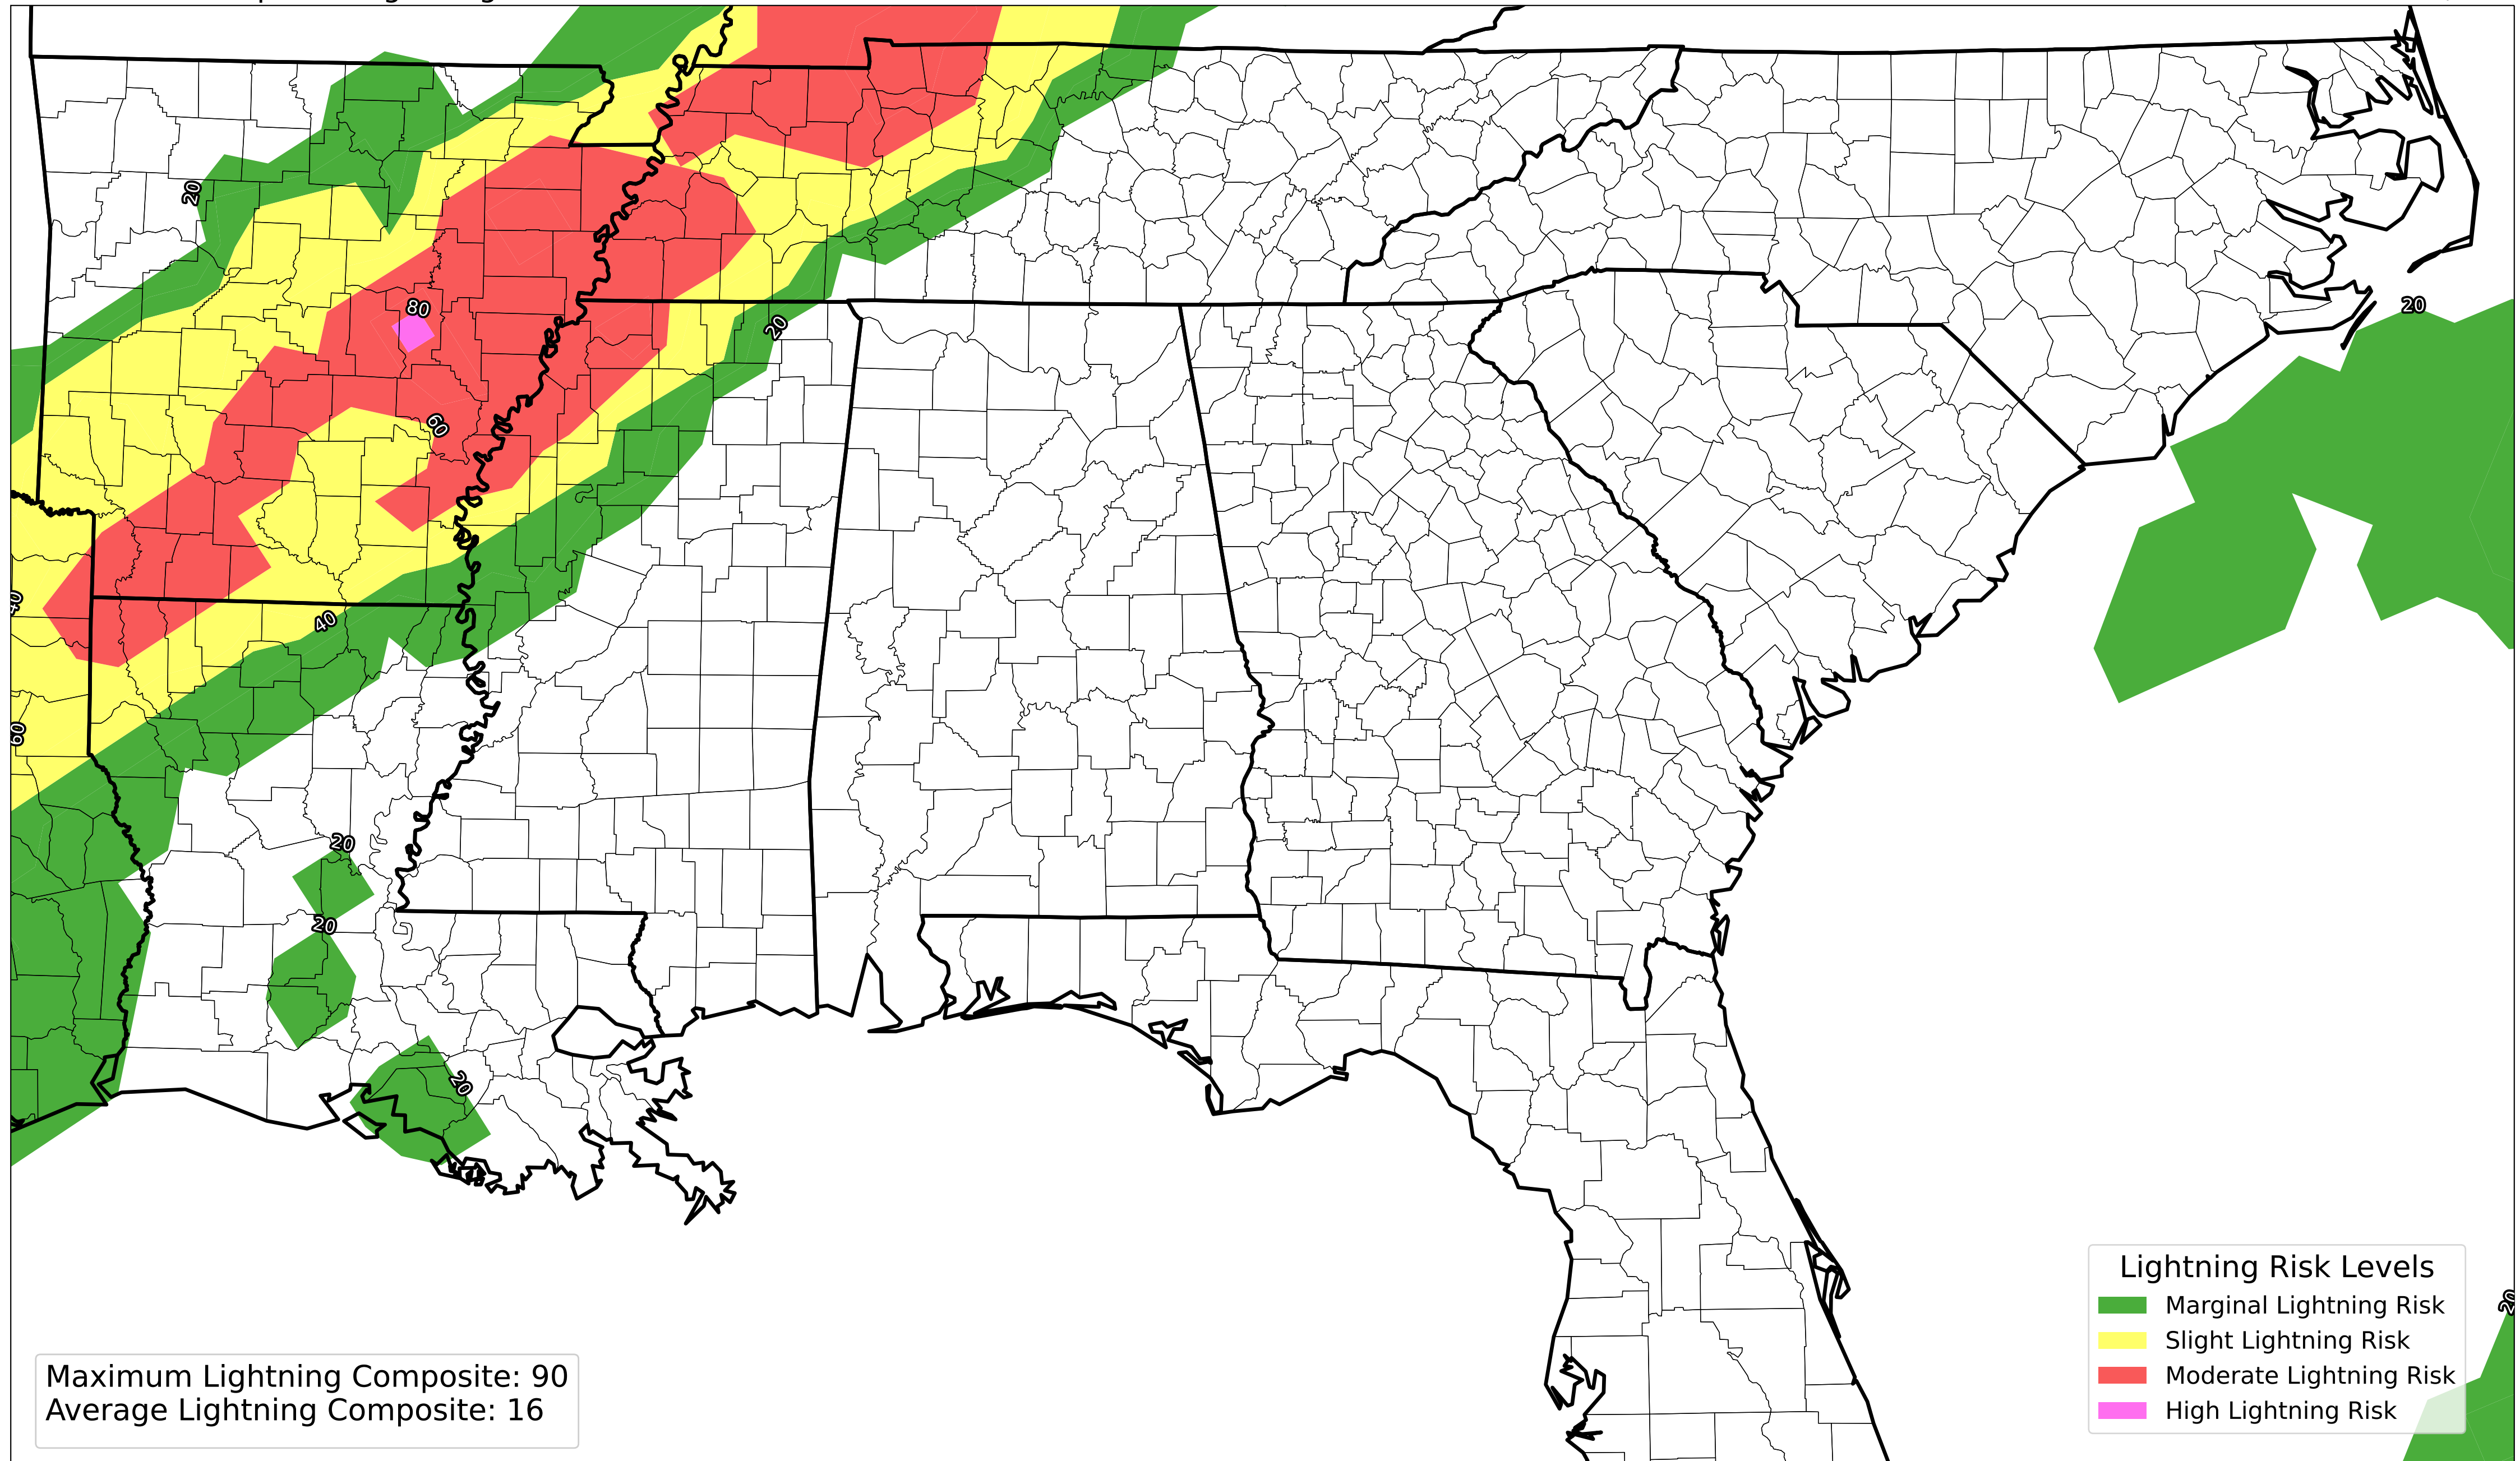 20
80
20
20
60
40
40
60
20
20
20
20
Lightning Risk Levels
Marginal Lightning Risk
Slight Lightning Risk
Moderate Lightning Risk
High Lightning Risk
Maximum Lightning Composite: 90
Average Lightning Composite: 16